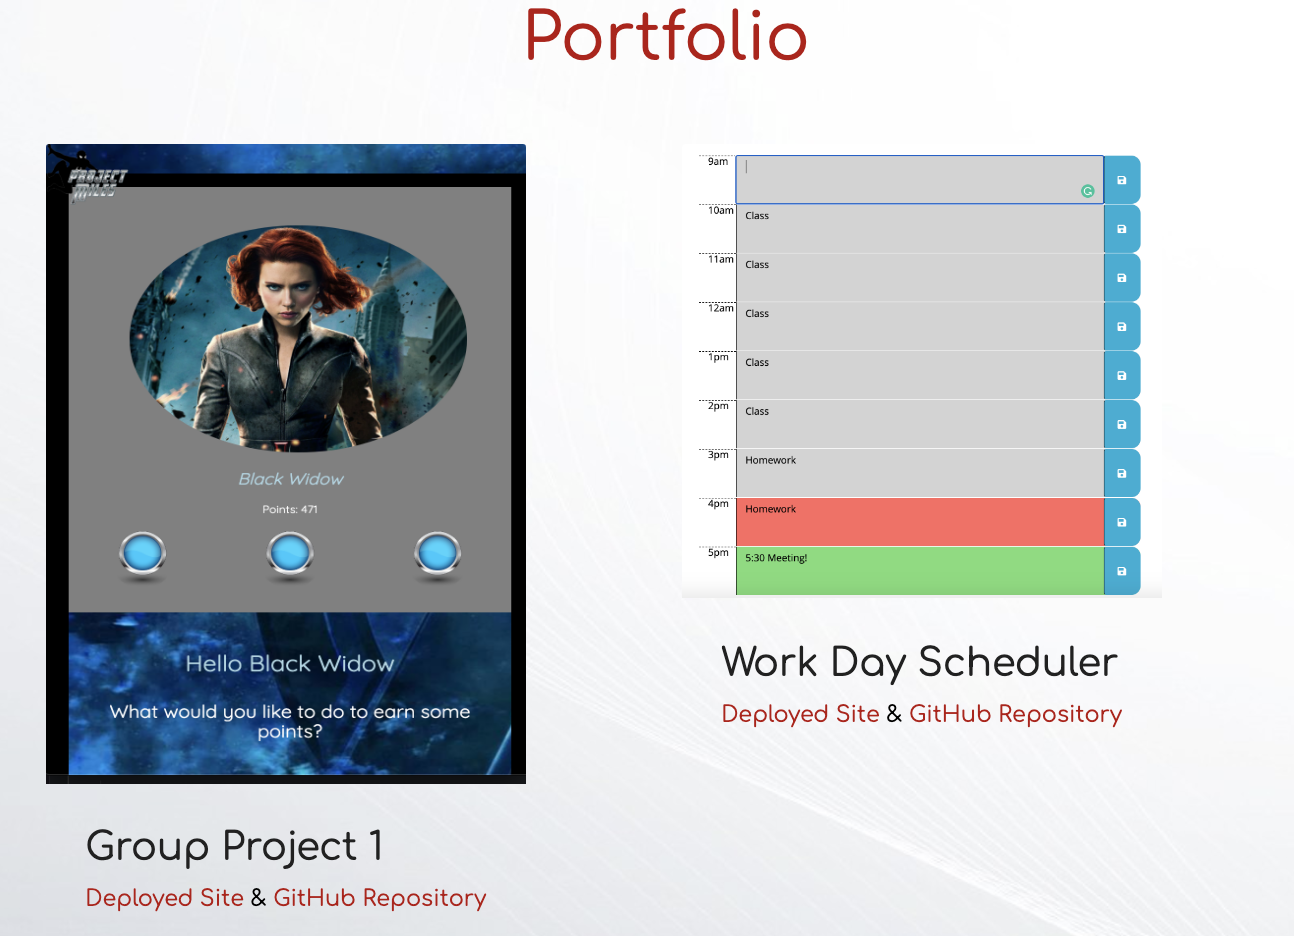 Portfolio
PROJECT
MILES
Black Widow
Points: 471
Hello Black Widow
What would you like to do to earn some
points?
Group Project 1
Deployed Site & GitHub Repository
9am
10am Class
11am Class
12am Class
1pm Class
2pm Class
3pm Homework
4pm Homework
5pm 5:30 Meeting!
Work Day Scheduler
Deployed Site & GitHub Repository